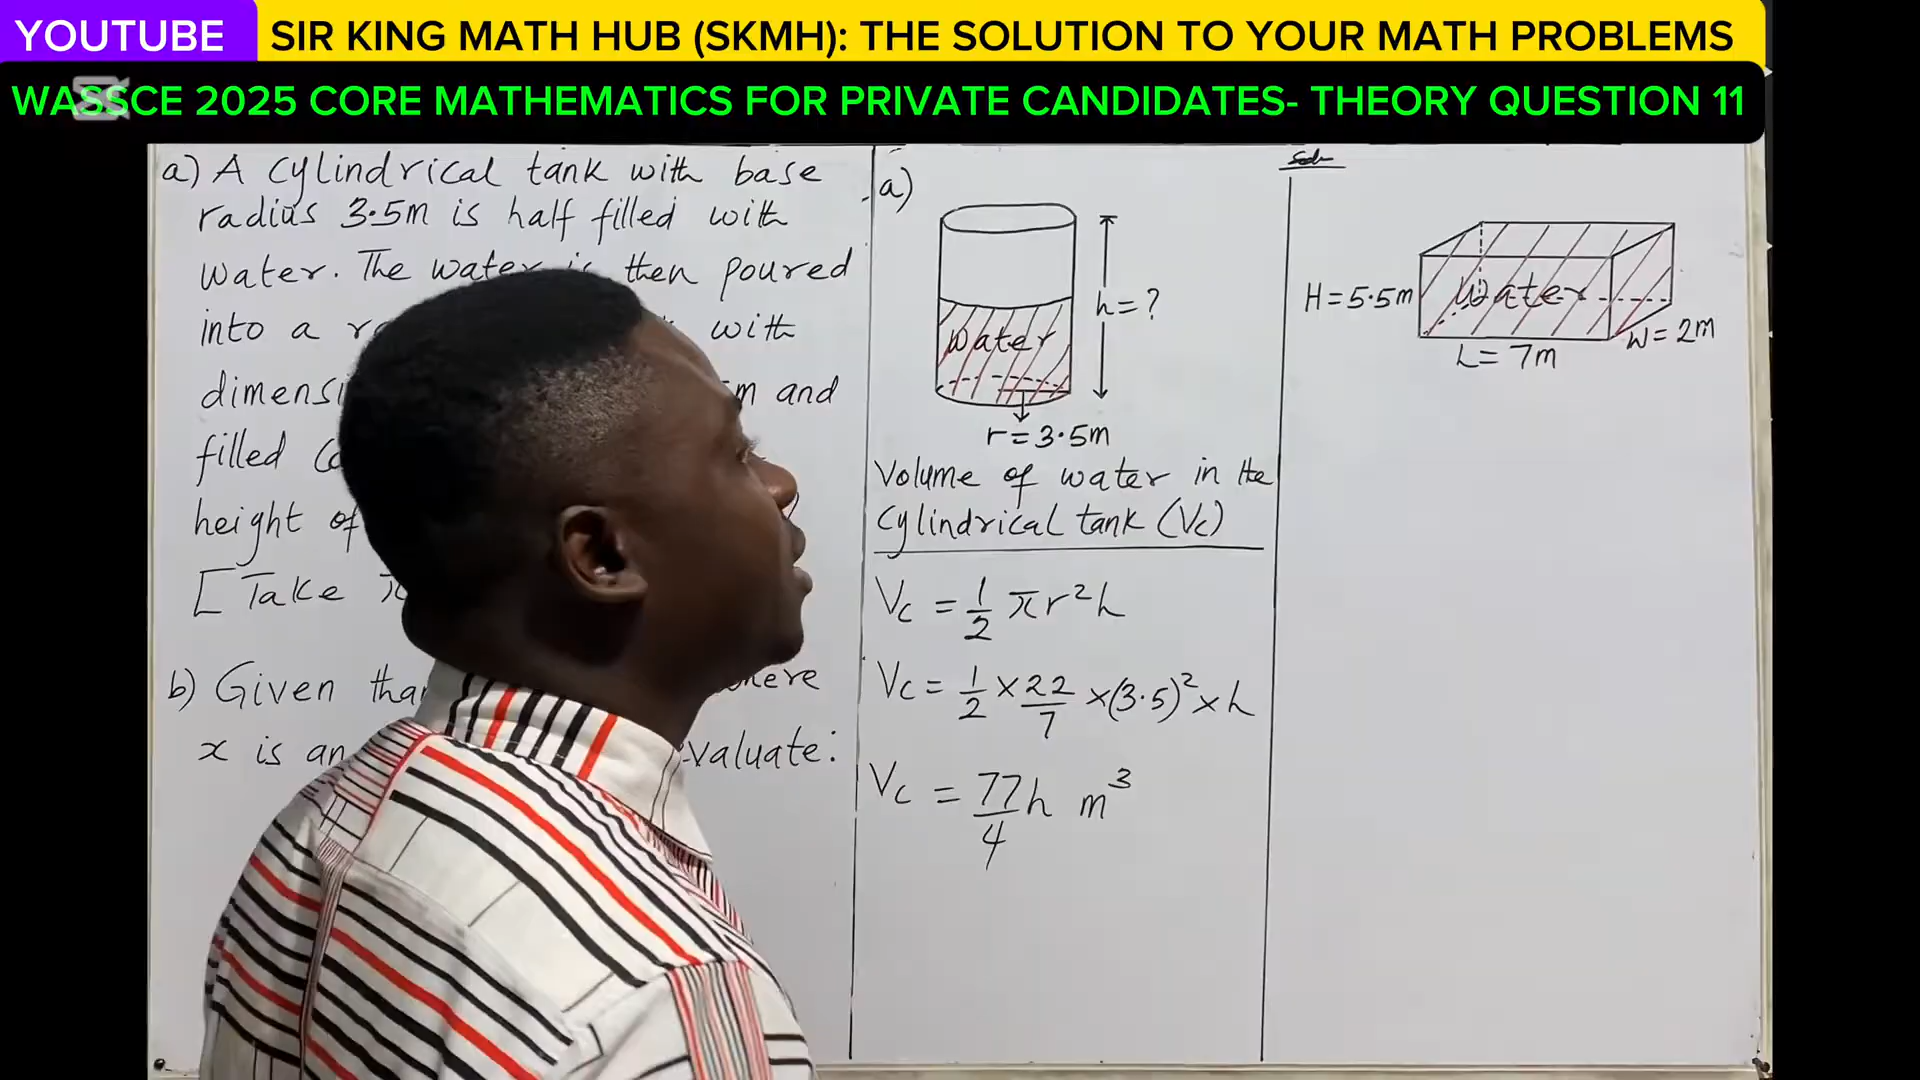 YOUTUBE
SIR KING MATH HUB (SKMH): THE SOLUTION TO YOUR MATH PROBLEMS
WASSCE 2025 CORE MATHEMATICS FOR PRIVATE CANDIDATES- THEORY QUESTION 11
a) A cylindrical tank with base
radius 3.5m is half filled with
water. The water is then poured
into a with
dimensi m and
filled
height of
[Take π
b) Given that where
x is an evaluate:
a)
water
h = ?
r = 3.5m
Volume of water in the
cylindrical tank (Vc)
Vc = 1/2 πr²h
Vc = 1/2 × 22/7 × (3.5)² × h
Vc = 77/4 h m³
Soln
H = 5.5m
water
W = 2m
L = 7m